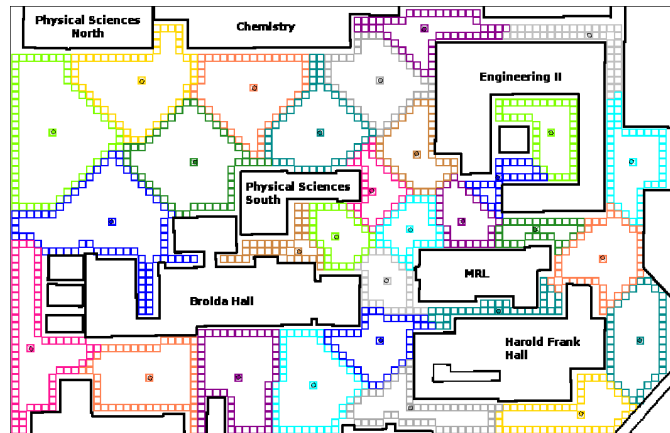 Physical Sciences
North
Chemistry
Engineering II
Physical Sciences
South
MRL
Broida Hall
Harold Frank
Hall